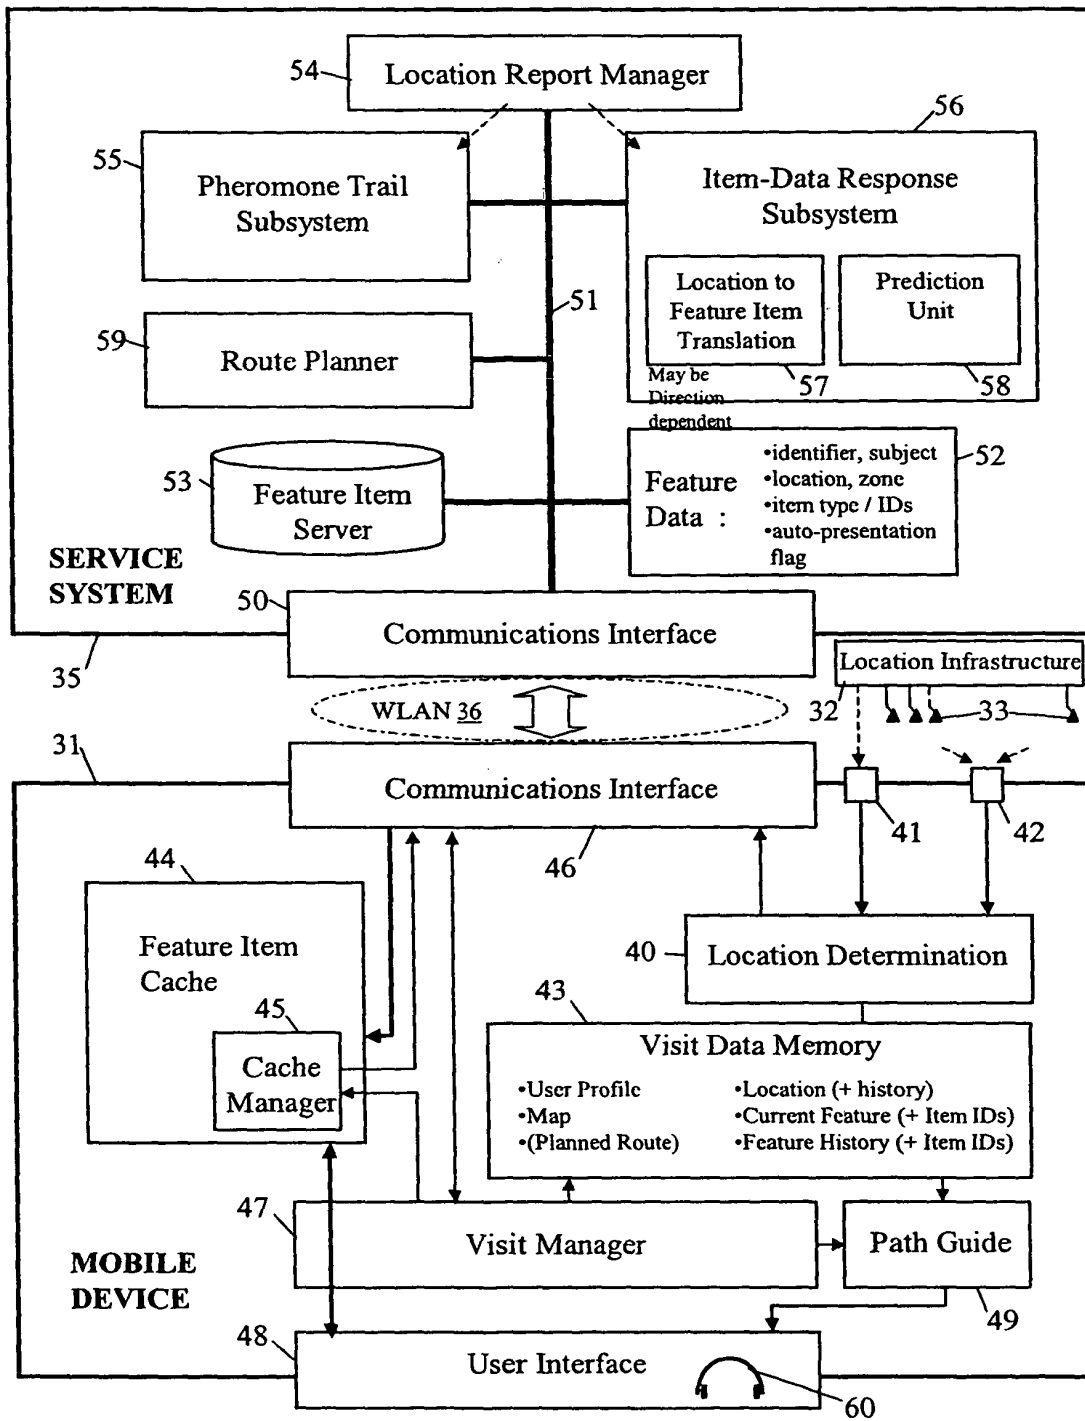 54
Location Report Manager
56
55
Pheromone Trail
Subsystem
Item-Data Response
Subsystem
Location to
Feature Item
Translation
Prediction
Unit
51
59
Route Planner
57
58
May be
Direction
dependent
53
Feature Item
Server
Feature
Data :
•identifier, subject
•location, zone
•item type / IDs
•auto-presentation
flag
52
SERVICE
SYSTEM
50
Communications Interface
35
Location Infrastructure
32
33
WLAN 36
31
Communications Interface
41
42
46
44
Feature Item
Cache
40
Location Determination
45
Cache
Manager
43
Visit Data Memory
•User Profile
•Map
•(Planned Route)
•Location (+ history)
•Current Feature (+ Item IDs)
•Feature History (+ Item IDs)
47
Visit Manager
Path Guide
MOBILE
DEVICE
49
48
User Interface
60